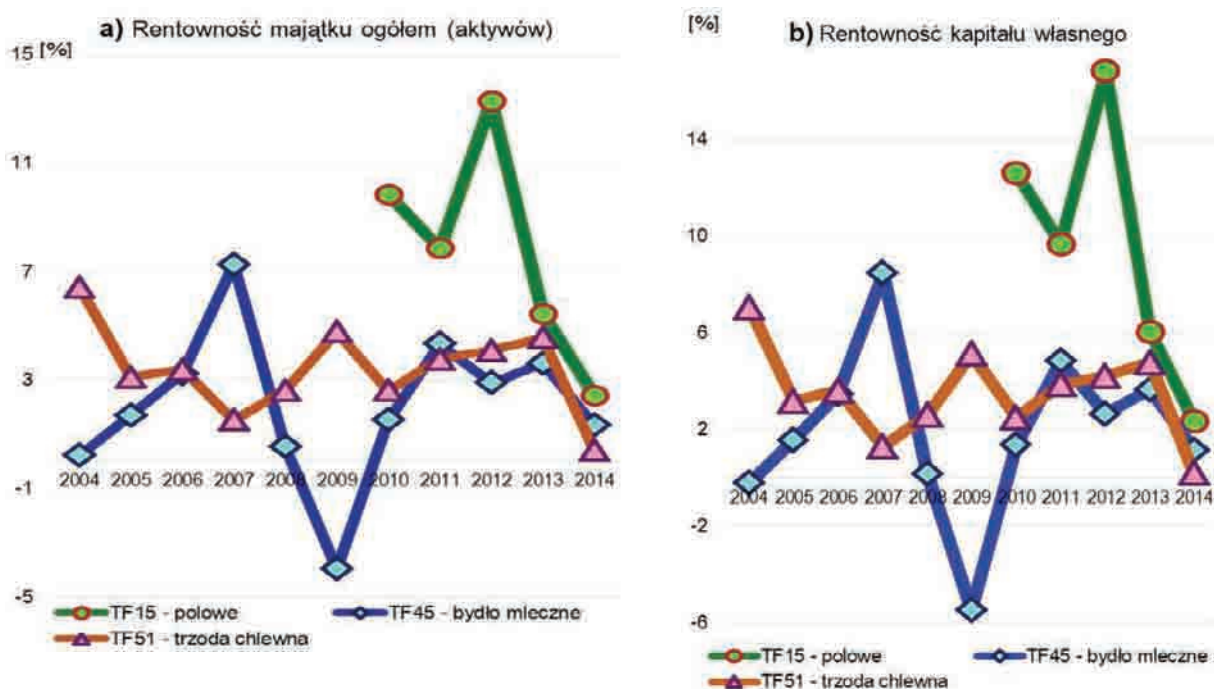 a) Rentowność majątku ogółem (aktywów)
[%]
15
11
7
3
-1
-5
2004 2005 2006 2007 2008 2009 2010 2011 2012 2013 2014
TF15 - polowe
TF45 - bydło mleczne
TF51 - trzoda chlewna
b) Rentowność kapitału własnego
[%]
14
10
6
2
-2
-6
2004 2005 2006 2007 2008 2009 2010 2011 2012 2013 2014
TF15 - polowe
TF45 - bydło mleczne
TF51 - trzoda chlewna